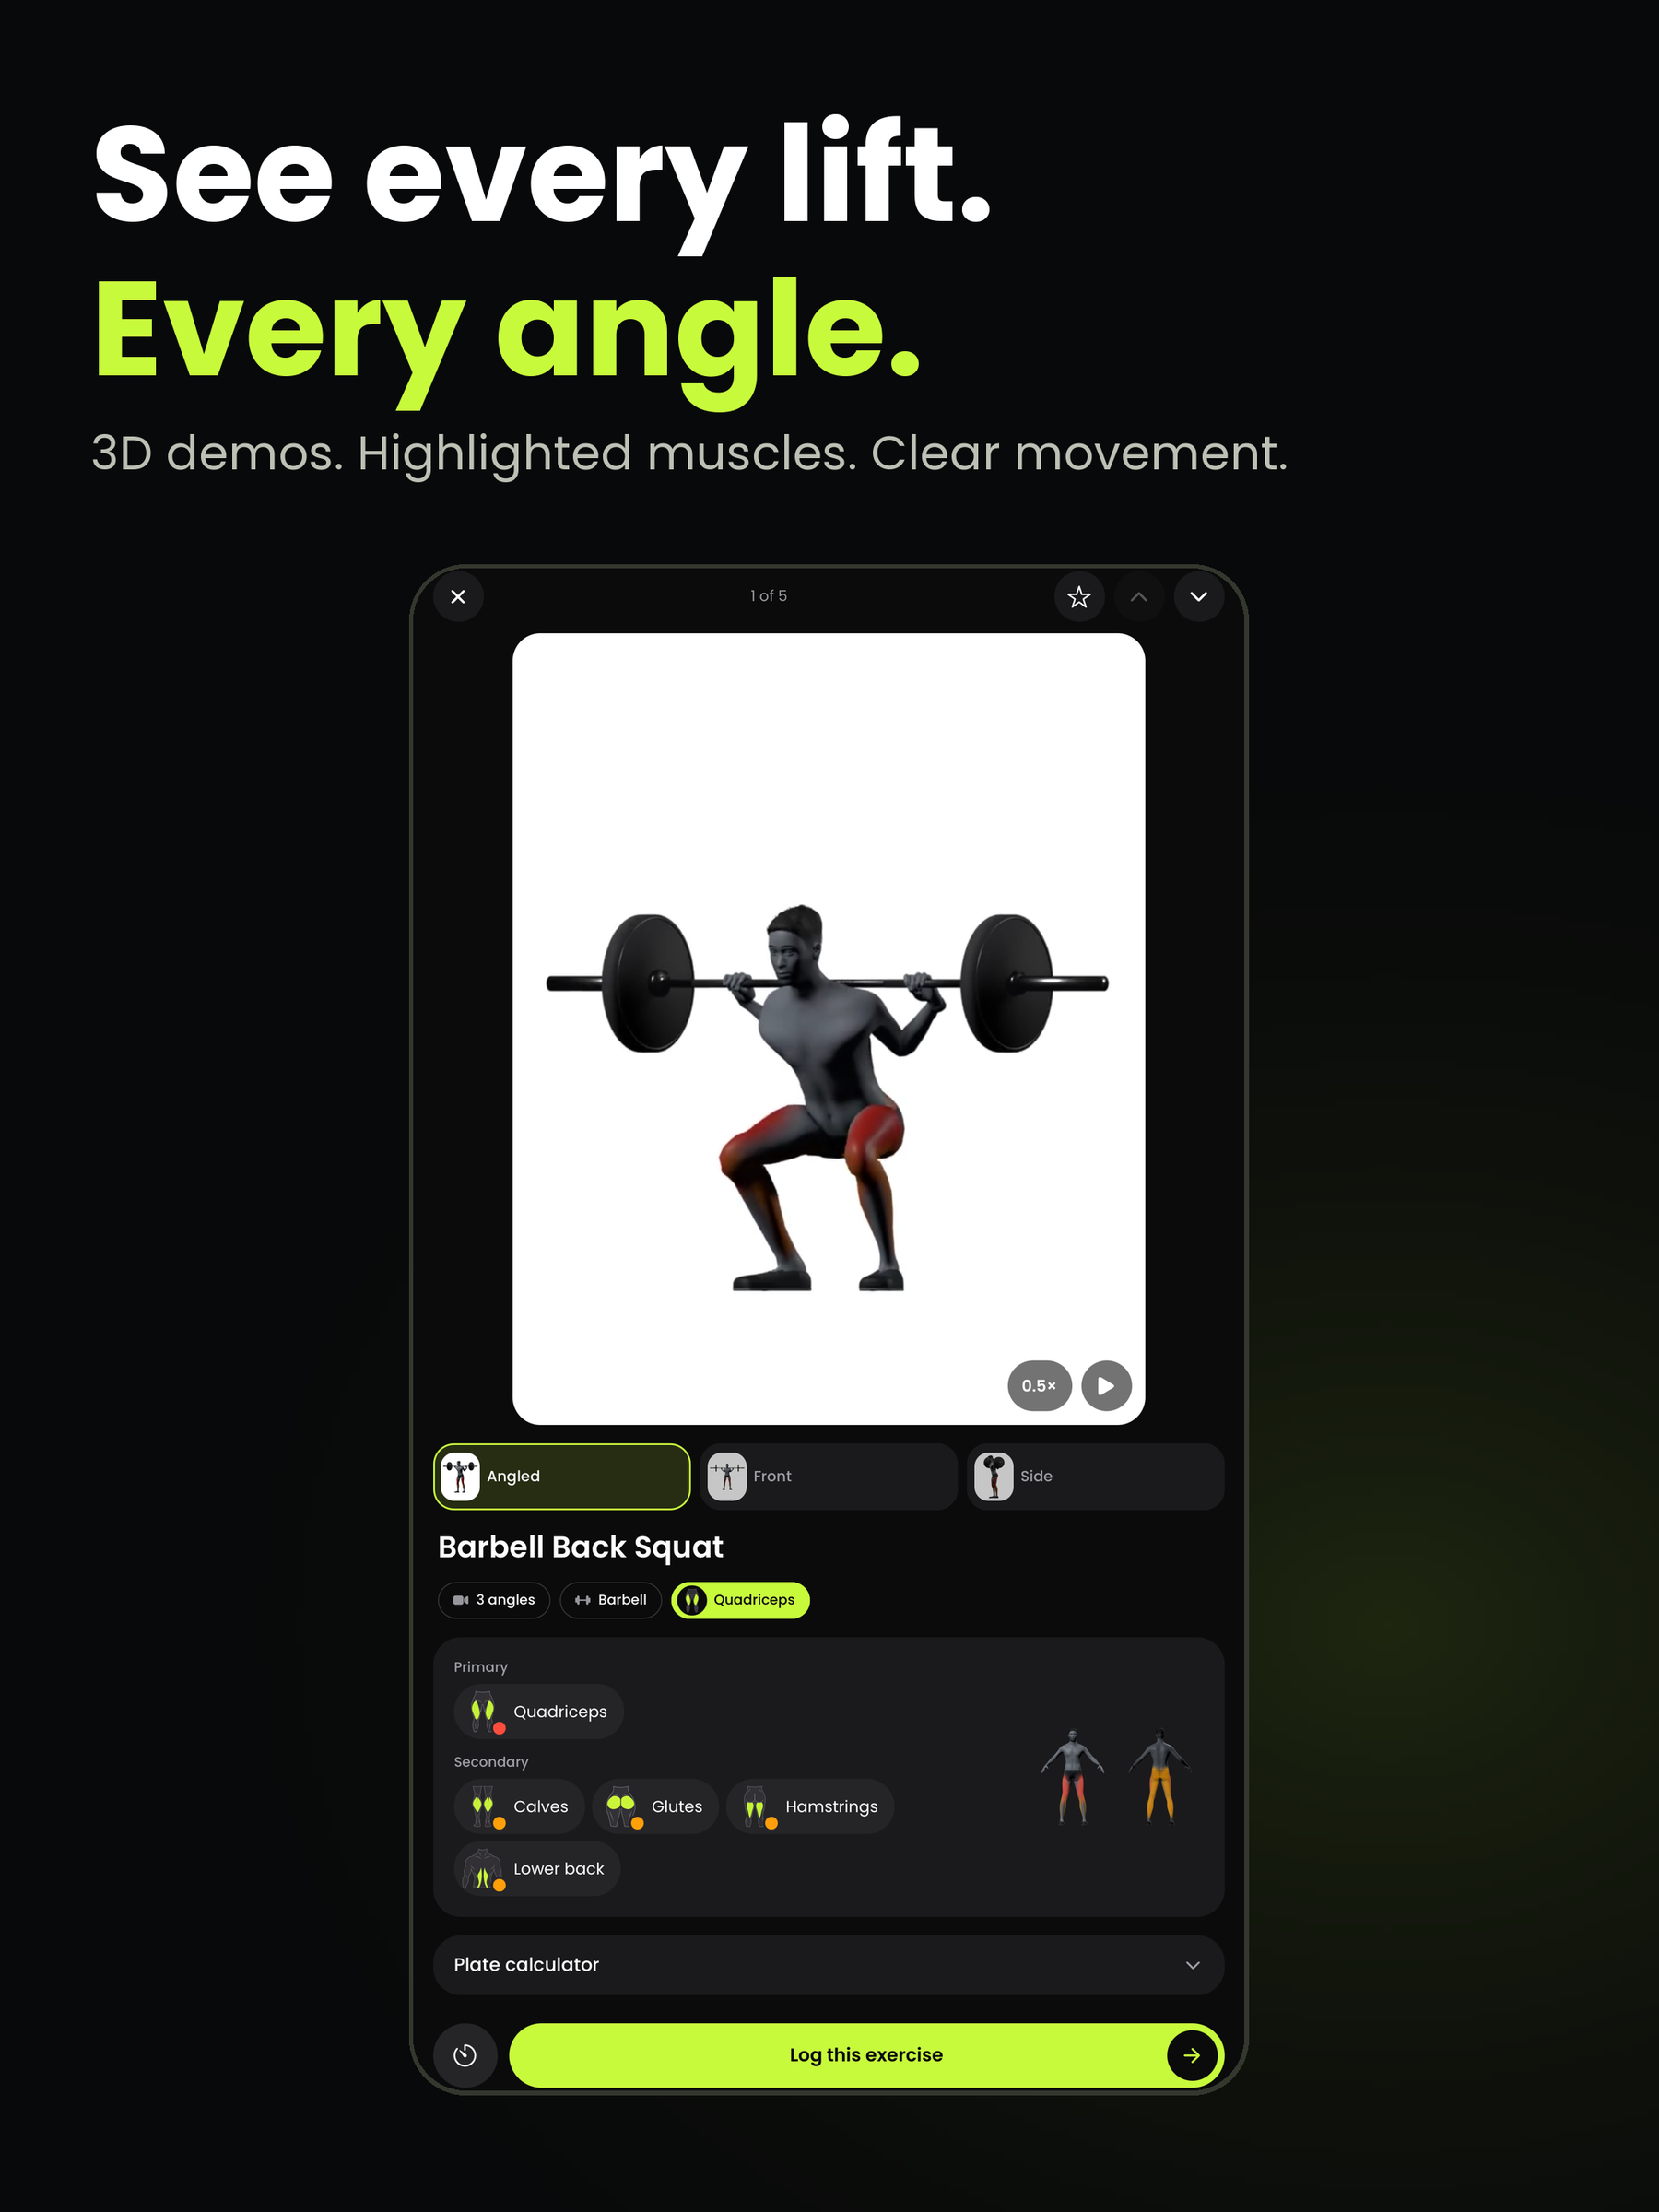 See every lift.
Every angle.
3D demos. Highlighted muscles. Clear movement.
1 of 5
0.5×
Angled
Front
Side
Barbell Back Squat
3 angles
Barbell
Quadriceps
Primary
Quadriceps
Secondary
Calves
Glutes
Hamstrings
Lower back
Plate calculator
Log this exercise